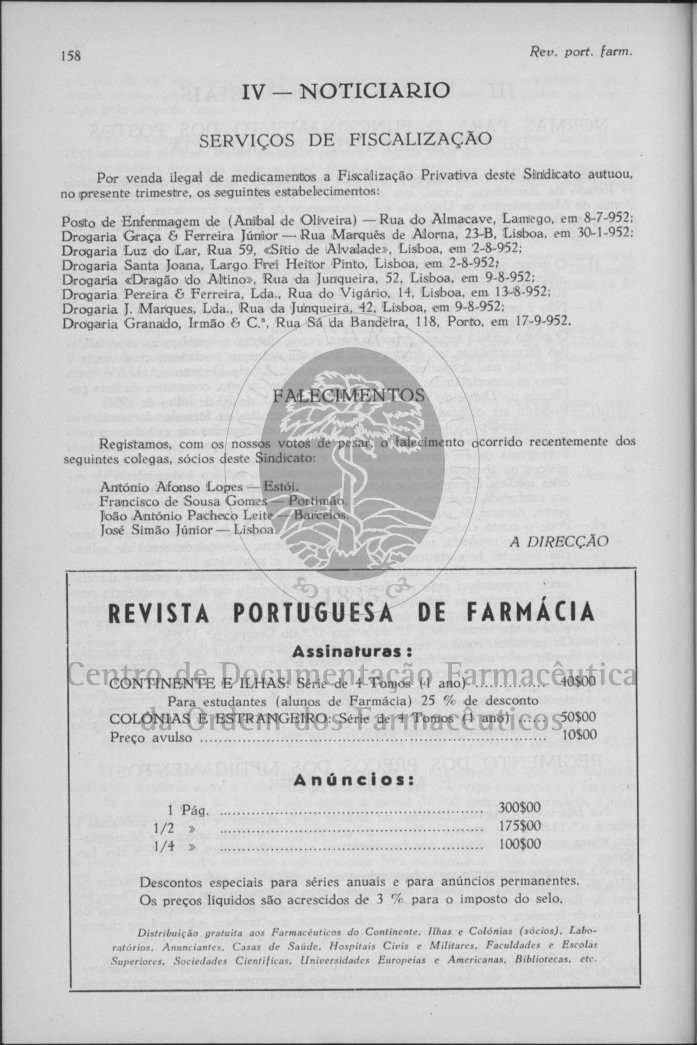 158
Rev. port. farm.
IV — NOTICIARIO
SERVIÇOS DE FISCALIZAÇÃO
Por venda ilegal de medicamentos a Fiscalização Privativa deste Sindicato autuou,
no presente trimestre, os seguintes estabelecimentos:
Posto de Enfermagem de (Aníbal de Oliveira) — Rua do Almacave, Lamego, em 8-7-952;
Drogaria Graça & Ferreira Júnior — Rua Marquês de Alorna, 23-B, Lisboa, em 30-1-952;
Drogaria Luz do Lar, Rua 59, «Sítio de Alvalade», Lisboa, em 2-8-952;
Drogaria Santa Joana, Largo Frei Heitor Pinto, Lisboa, em 2-8-952;
Drogaria «Dragão do Altino», Rua da Junqueira, 52, Lisboa, em 9-8-952;
Drogaria Pereira & Ferreira, Lda., Rua do Vigário, 14, Lisboa, em 13-8-952;
Drogaria J. Marques, Lda., Rua da Junqueira, 42, Lisboa, em 9-8-952;
Drogaria Granado, Irmão & C.ª, Rua Sá da Bandeira, 118, Porto, em 17-9-952.
FALECIMENTOS
Registamos, com os nossos votos de pesar, o falecimento ocorrido recentemente dos
seguintes colegas, sócios deste Sindicato:
António Afonso Lopes — Estói.
Francisco de Sousa Gomes — Portimão.
João António Pacheco Leite — Barcelos.
José Simão Júnior — Lisboa.
A DIRECÇÃO
1835
REVISTA PORTUGUESA DE FARMÁCIA
Assinaturas:
Centro de Documentação Farmacêutica
CONTINENTE E ILHAS: Série de 4 Tomos (1 ano) ............... 40$00
Para estudantes (alunos de Farmácia) 25 % de desconto
da Ordem dos Farmacêuticos
COLÓNIAS E ESTRANGEIRO: Série de 4 Tomos (1 ano) ...... 50$00
Preço avulso ............................................................ 10$00
Anúncios:
1 Pág. ...................................................... 300$00
1/2 » ...................................................... 175$00
1/4 » ...................................................... 100$00
Descontos especiais para séries anuais e para anúncios permanentes.
Os preços líquidos são acrescidos de 3 % para o imposto do selo.
Distribuição gratuita aos Farmacêuticos do Continente, Ilhas e Colónias (sócios), Labo-
ratórios, Anunciantes, Casas de Saúde, Hospitais Civis e Militares, Faculdades e Escolas
Superiores, Sociedades Científicas, Universidades Europeias e Americanas, Bibliotecas, etc.